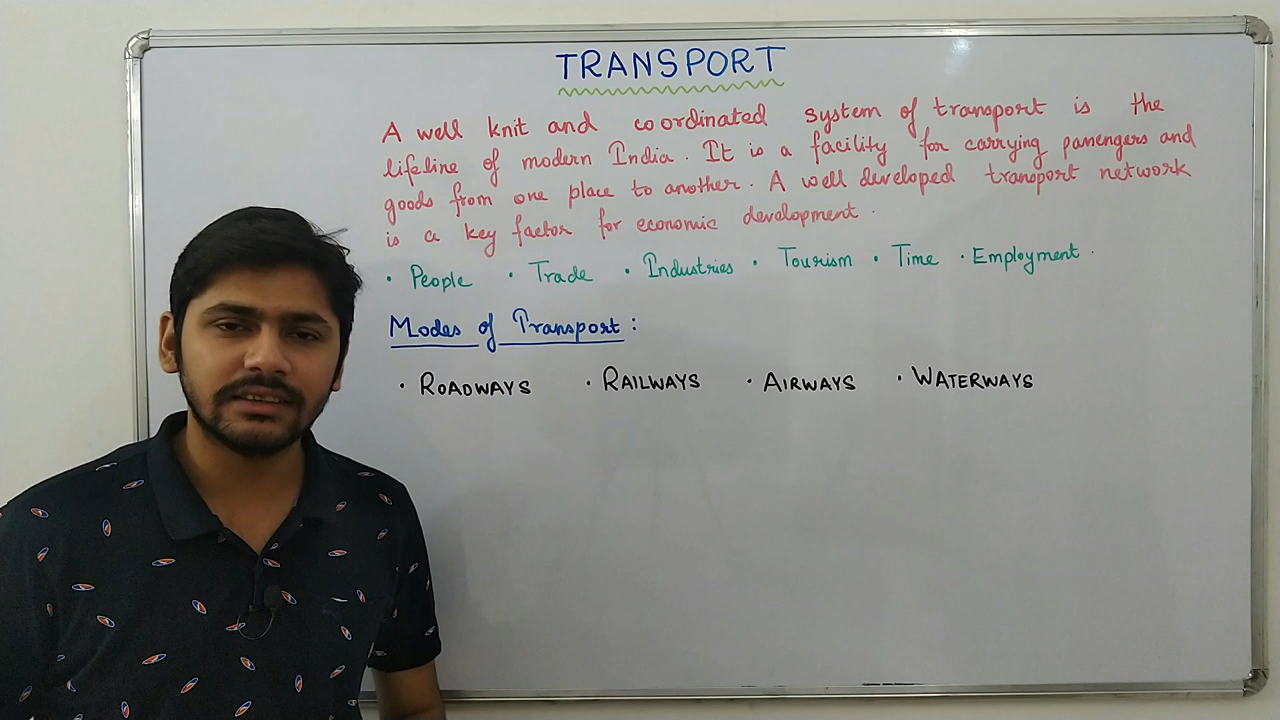 TRANSPORT
A well knit and coordinated system of transport is the
lifeline of modern India. It is a facility for carrying passengers and
goods from one place to another. A well developed transport network
is a key factor for economic development.
· People · Trade · Industries · Tourism · Time · Employment.
Modes of Transport:
· ROADWAYS · RAILWAYS · AIRWAYS · WATERWAYS